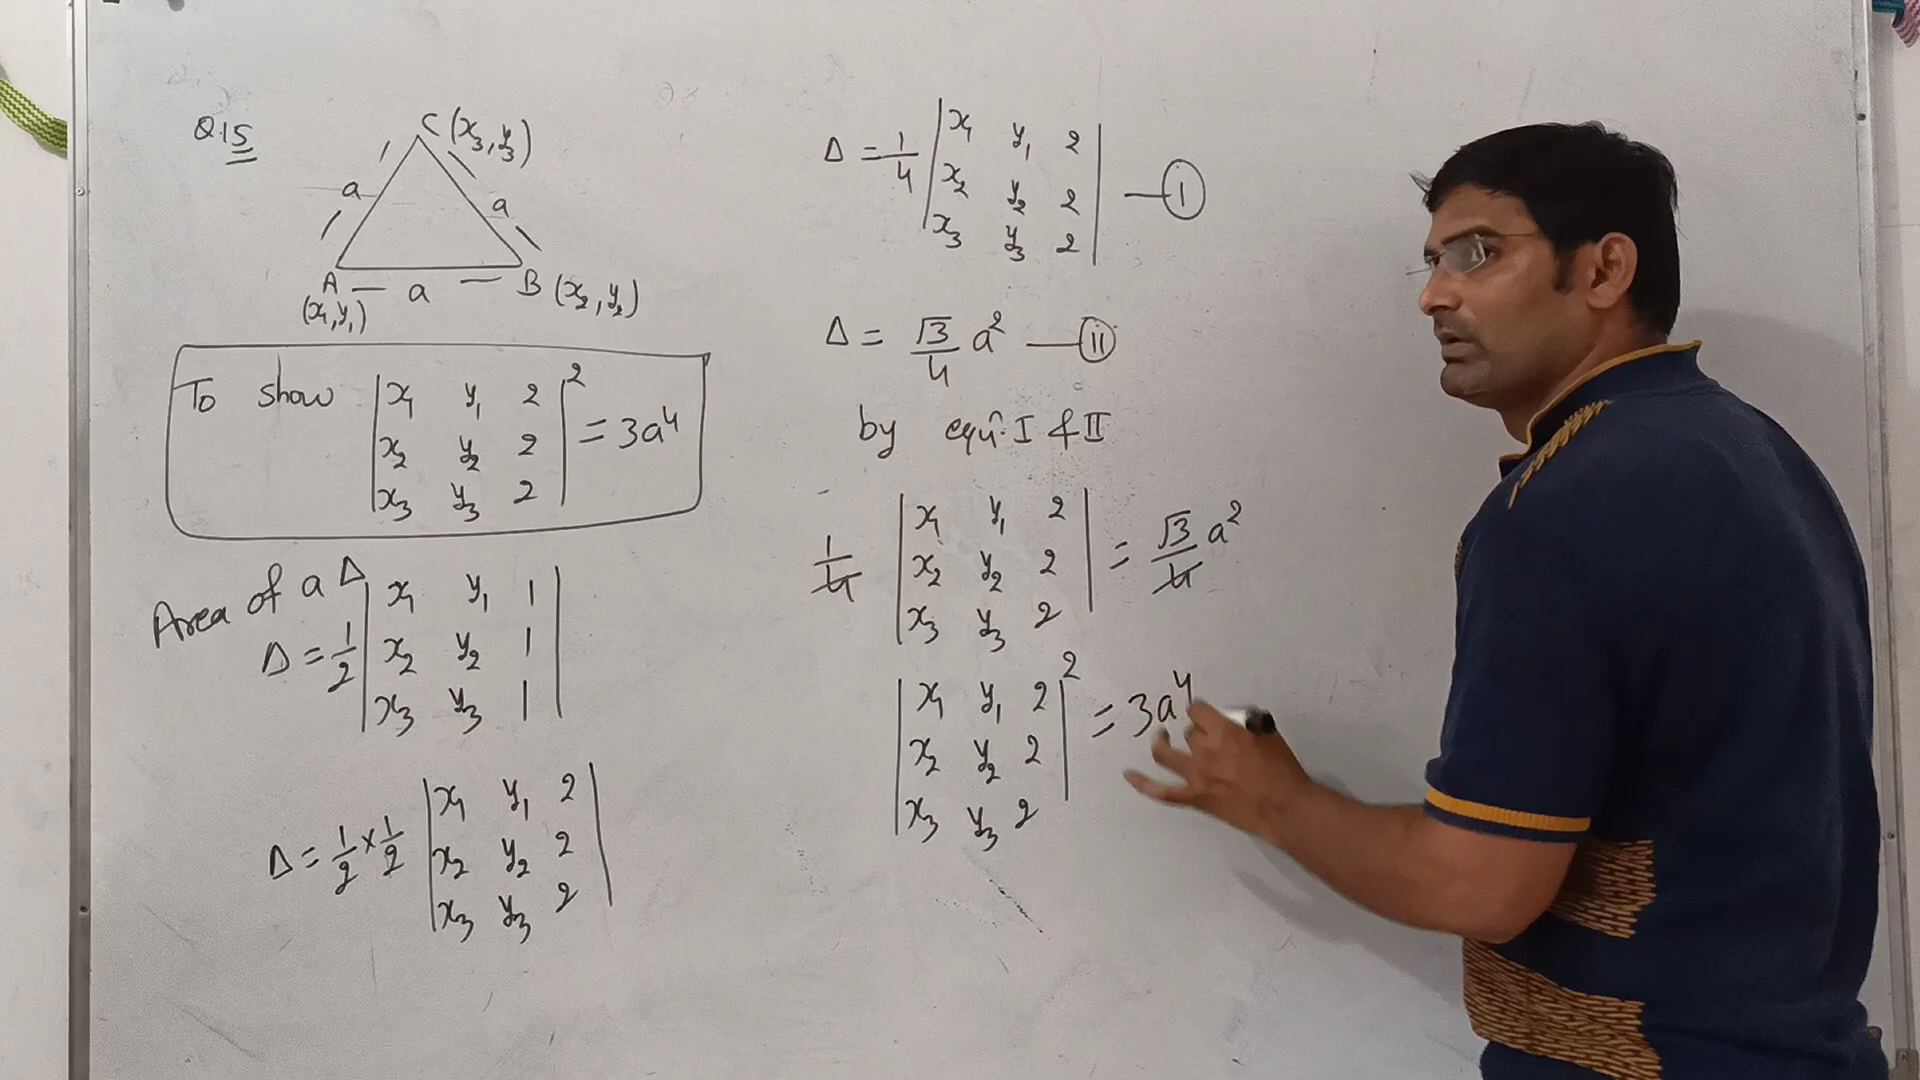 Q.15
C (x₃, y₃)
a a
A a B (x₂, y₂)
(x₁, y₁)
To show | x₁ y₁ 2 |² = 3a⁴
| x₂ y₂ 2 |
| x₃ y₃ 2 |
Area of a Δ
Δ = 1/2 | x₁ y₁ 1 |
| x₂ y₂ 1 |
| x₃ y₃ 1 |
Δ = 1/2 × 1/2 | x₁ y₁ 2 |
| x₂ y₂ 2 |
| x₃ y₃ 2 |
Δ = 1/4 | x₁ y₁ 2 | — I
| x₂ y₂ 2 |
| x₃ y₃ 2 |
Δ = √3/4 a² — II
by equn. I & II
1/4 | x₁ y₁ 2 | = √3/4 a²
| x₂ y₂ 2 |
| x₃ y₃ 2 |
| x₁ y₁ 2 |² = 3a⁴
| x₂ y₂ 2 |
| x₃ y₃ 2 |